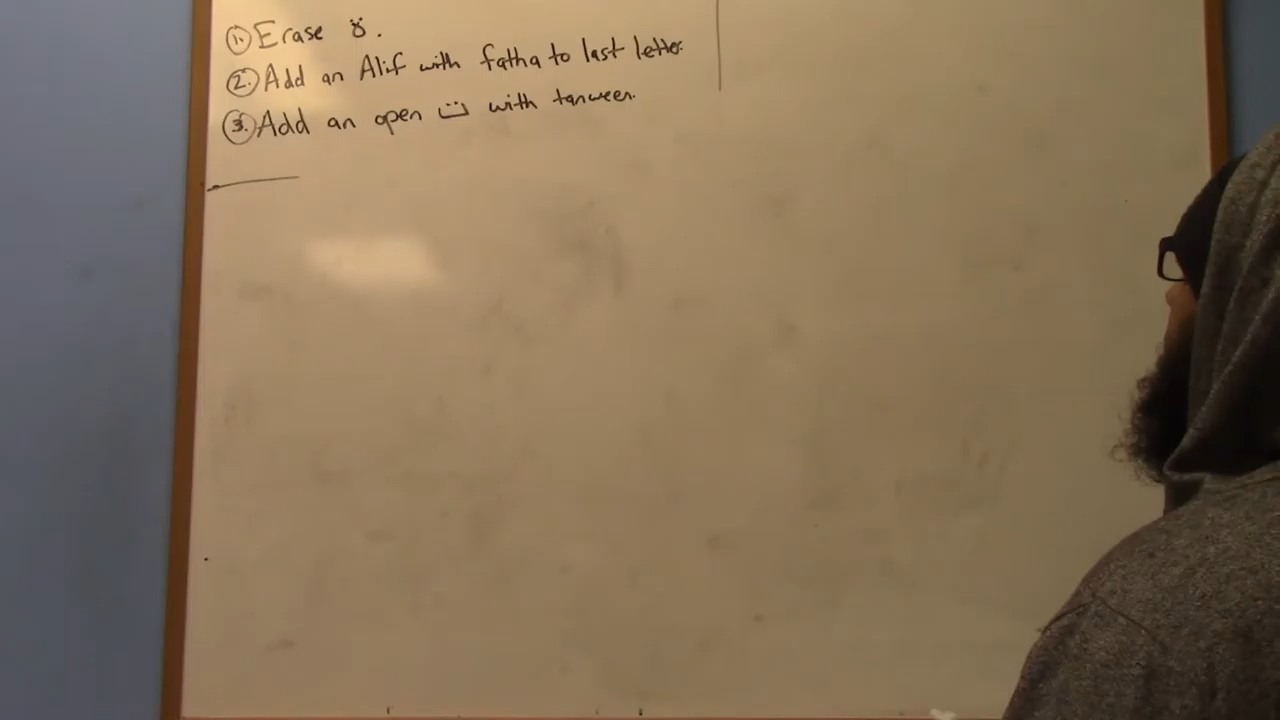 1. Erase ة.
2. Add an Alif with fatha to last letter.
3. Add an open ت with tanween.